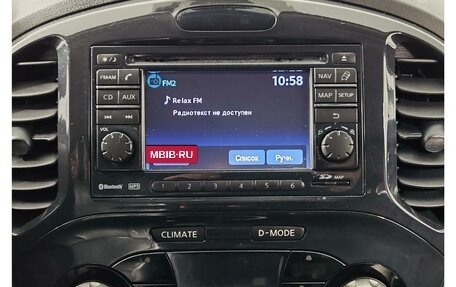 FM·AM
CD
AUX
VOL
FM2
10:58
Relax FM
Радиотекст не доступен
MBIB-RU
Список
Ручн.
NAV
MAP
SETUP
Bluetooth
MP3
1 2 3 4 5 6
MAP
CLIMATE
D-MODE